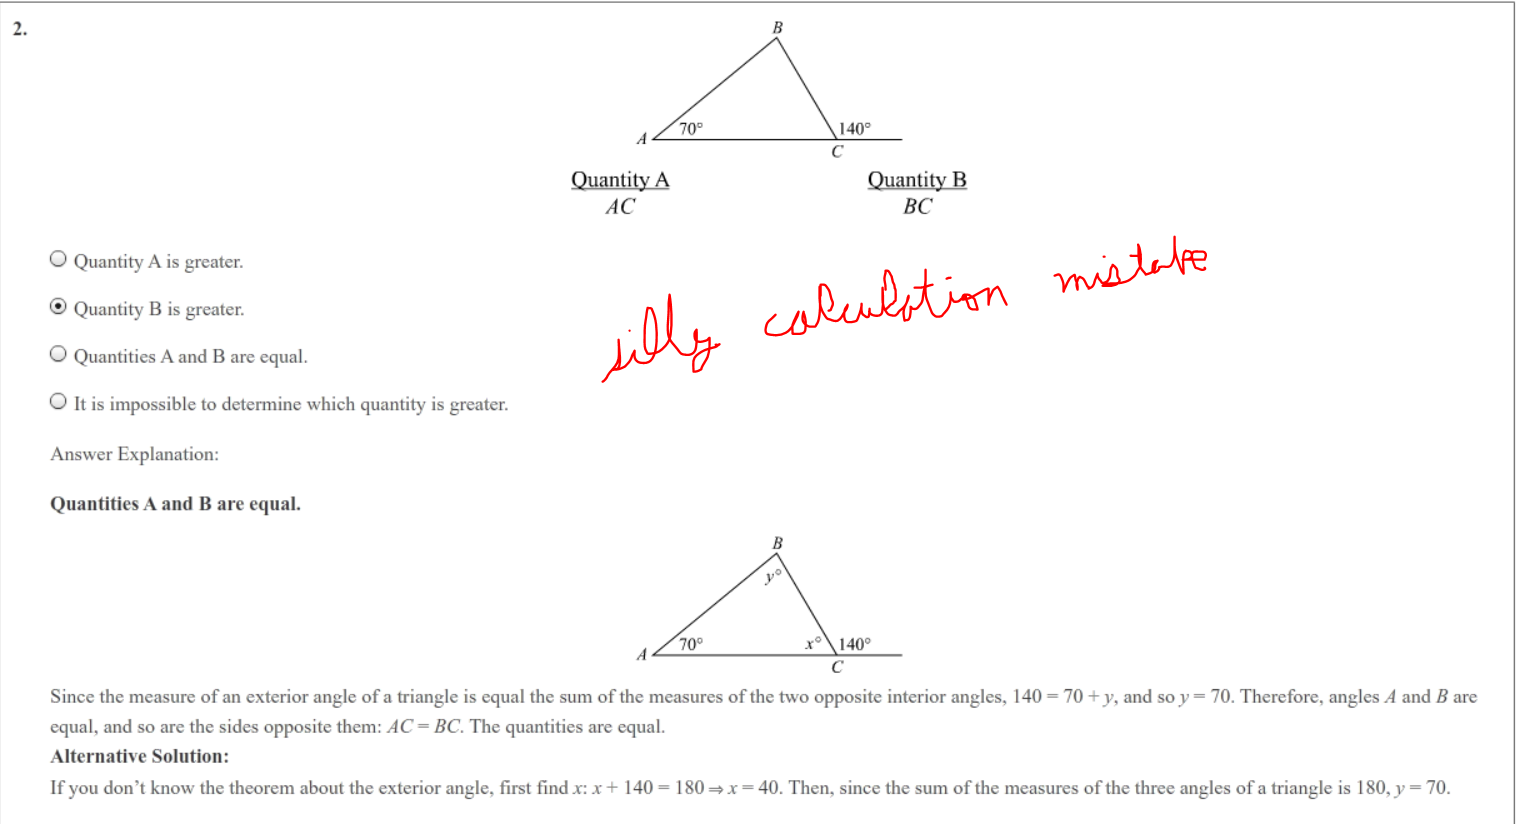 2.
B
A 70° 140°
C
Quantity A Quantity B
AC BC
Quantity A is greater.
Quantity B is greater.
silly calculation mistake
Quantities A and B are equal.
It is impossible to determine which quantity is greater.
Answer Explanation:
Quantities A and B are equal.
B
y°
A 70° x° 140°
C
Since the measure of an exterior angle of a triangle is equal the sum of the measures of the two opposite interior angles, 140 = 70 + y, and so y = 70. Therefore, angles A and B are
equal, and so are the sides opposite them: AC = BC. The quantities are equal.
Alternative Solution:
If you don’t know the theorem about the exterior angle, first find x: x + 140 = 180 ⇒ x = 40. Then, since the sum of the measures of the three angles of a triangle is 180, y = 70.